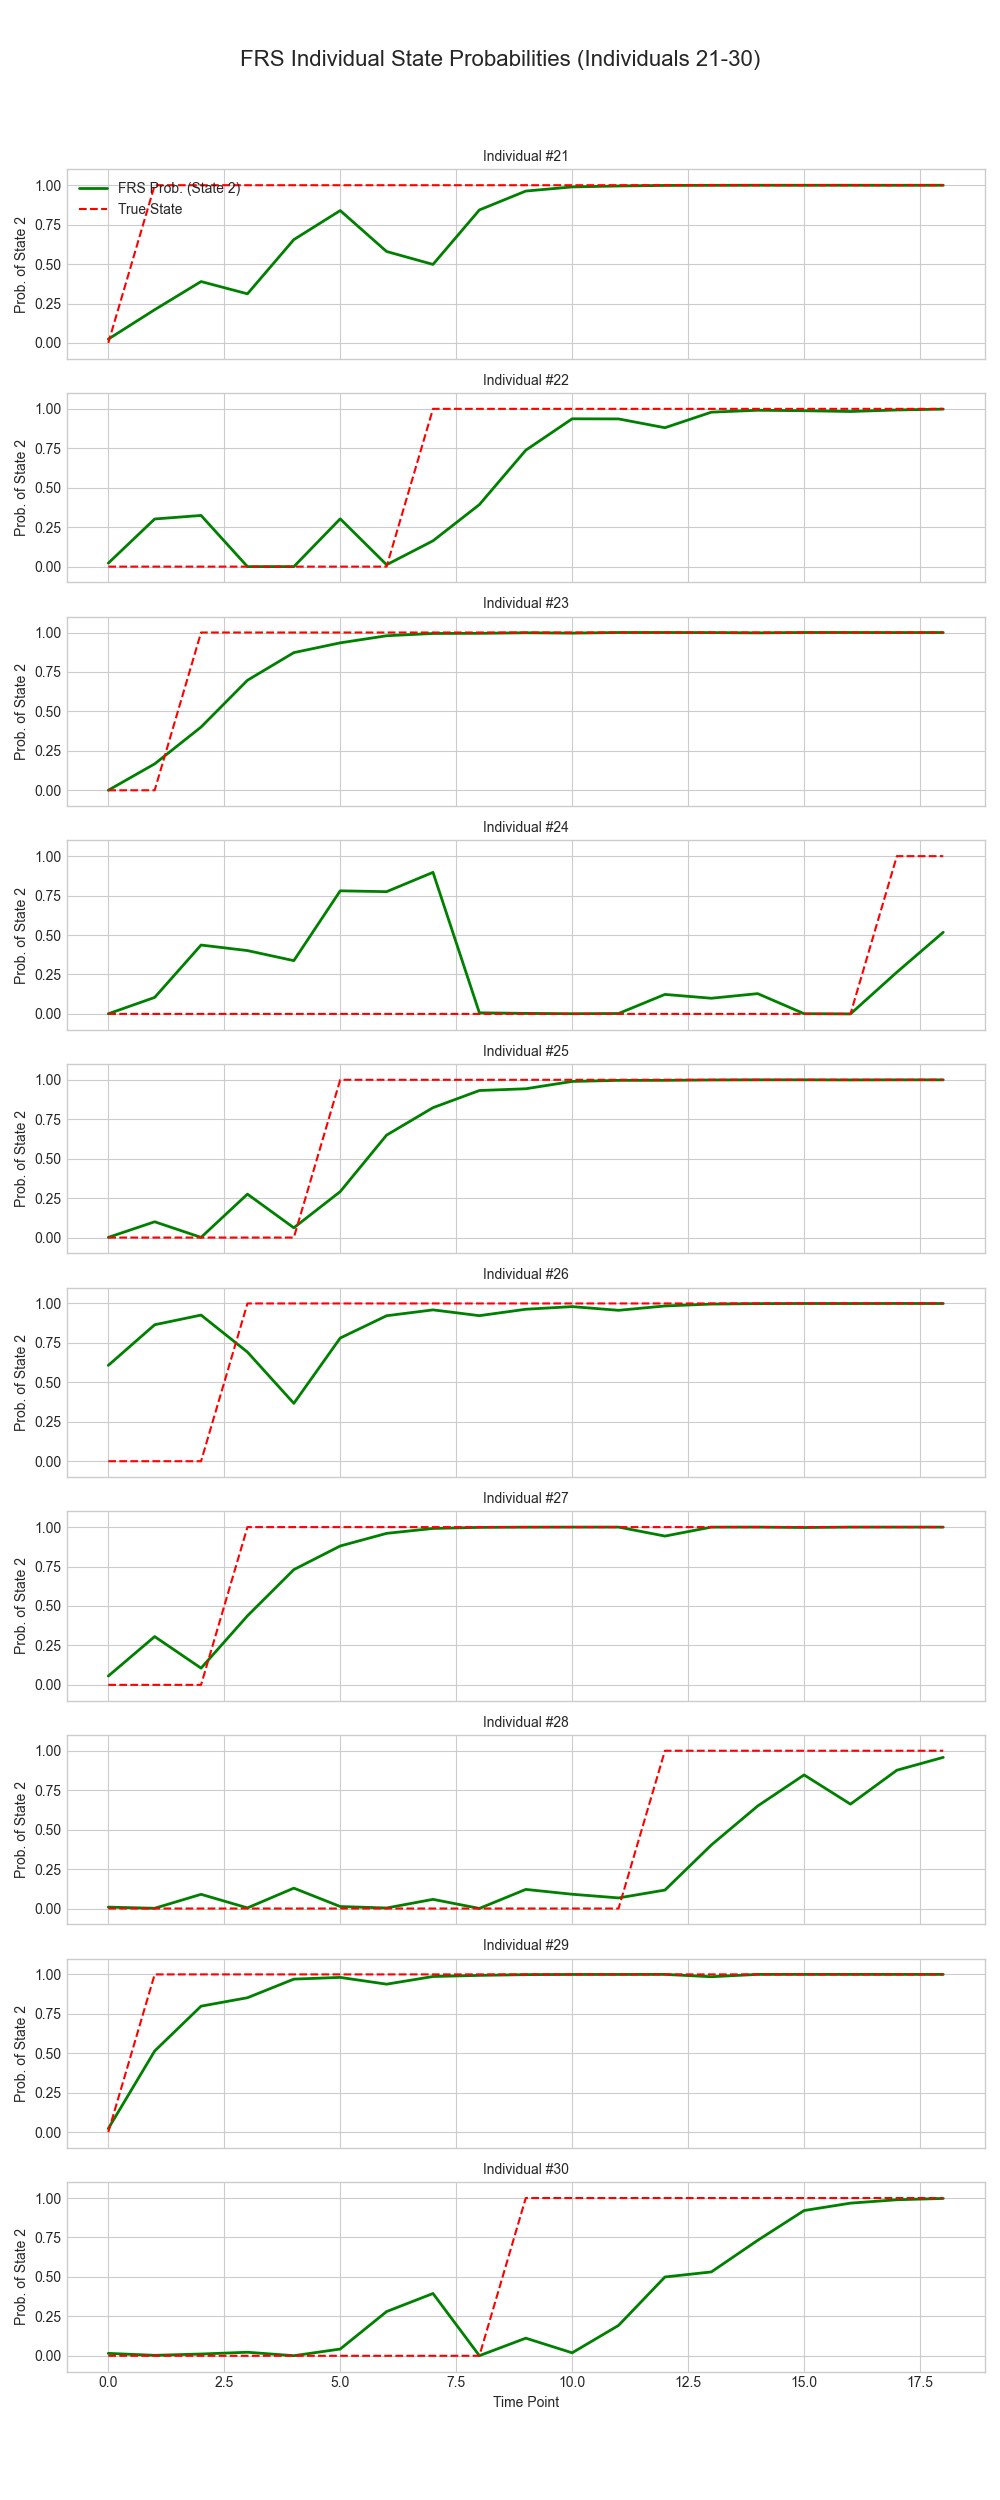 FRS Individual State Probabilities (Individuals 21-30)
Individual #21
FRS Prob. (State 2)
True State
1.00
0.75
0.50
0.25
0.00
Prob. of State 2
Individual #22
1.00
0.75
0.50
0.25
0.00
Prob. of State 2
Individual #23
1.00
0.75
0.50
0.25
0.00
Prob. of State 2
Individual #24
1.00
0.75
0.50
0.25
0.00
Prob. of State 2
Individual #25
1.00
0.75
0.50
0.25
0.00
Prob. of State 2
Individual #26
1.00
0.75
0.50
0.25
0.00
Prob. of State 2
Individual #27
1.00
0.75
0.50
0.25
0.00
Prob. of State 2
Individual #28
1.00
0.75
0.50
0.25
0.00
Prob. of State 2
Individual #29
1.00
0.75
0.50
0.25
0.00
Prob. of State 2
Individual #30
1.00
0.75
0.50
0.25
0.00
Prob. of State 2
0.0 2.5 5.0 7.5 10.0 12.5 15.0 17.5
Time Point